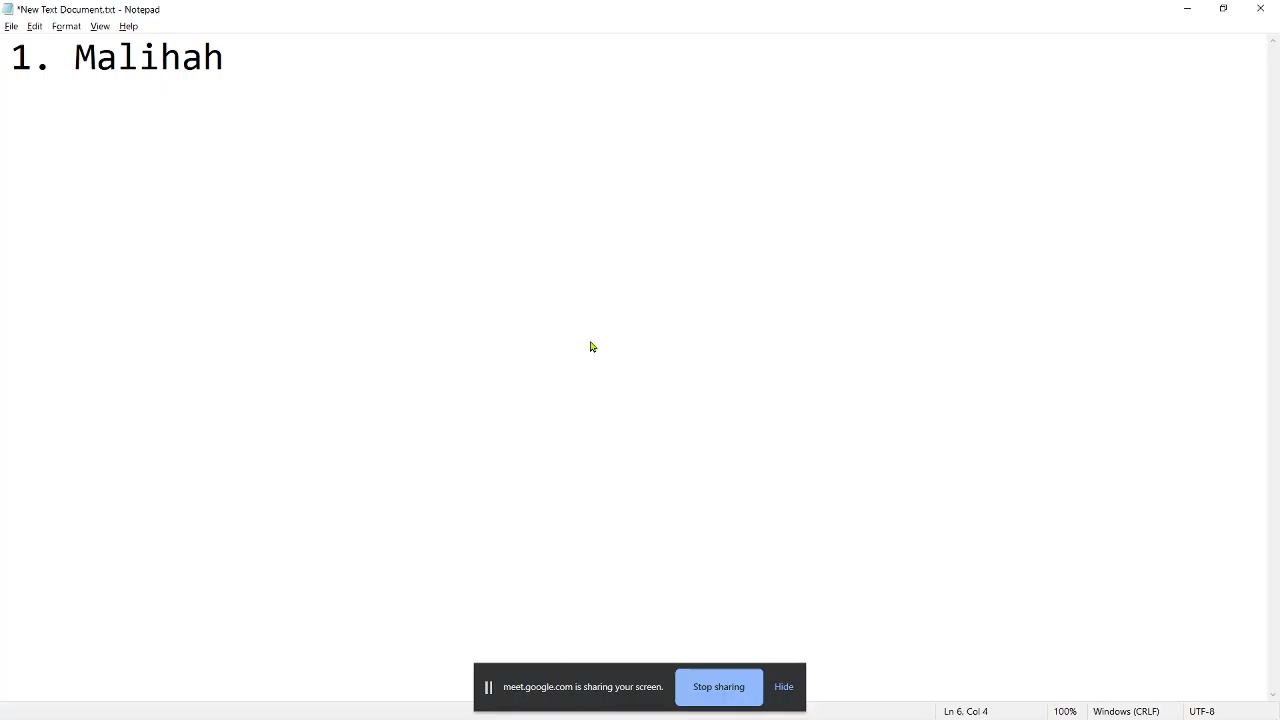 *New Text Document.txt - Notepad
File Edit Format View Help
1. Malihah
meet.google.com is sharing your screen. Stop sharing Hide
Ln 6, Col 4 100% Windows (CRLF) UTF-8